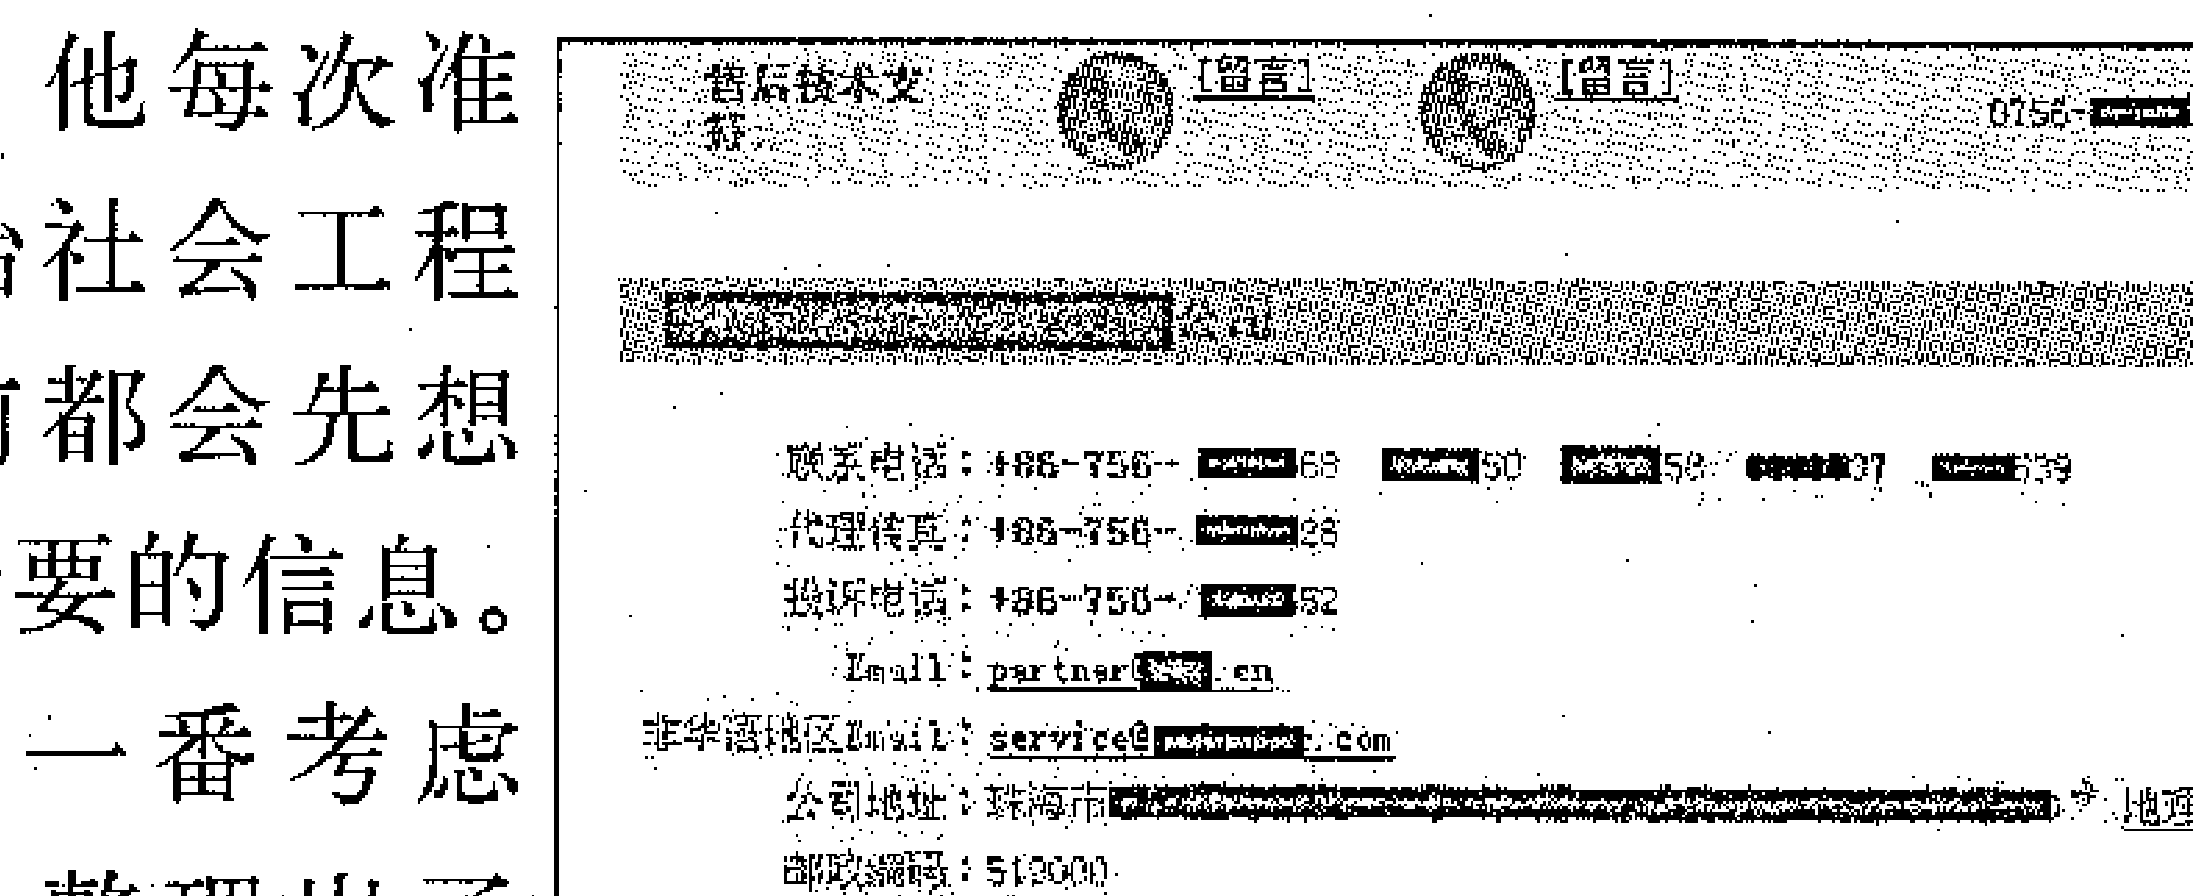 他每次准
社会工程
都会先想
要的信息。
一番考虑
售后技术支
持:
[留言]
[留言]
0756-
联系电话：+86-756- 68 50 58 37 639
代理传真：+86-756- 28
投诉电话：+86-756- 52
Email：partner@ .cn
非华语地区Email：service@ .com
公司地址：珠海市
邮政编码：519000